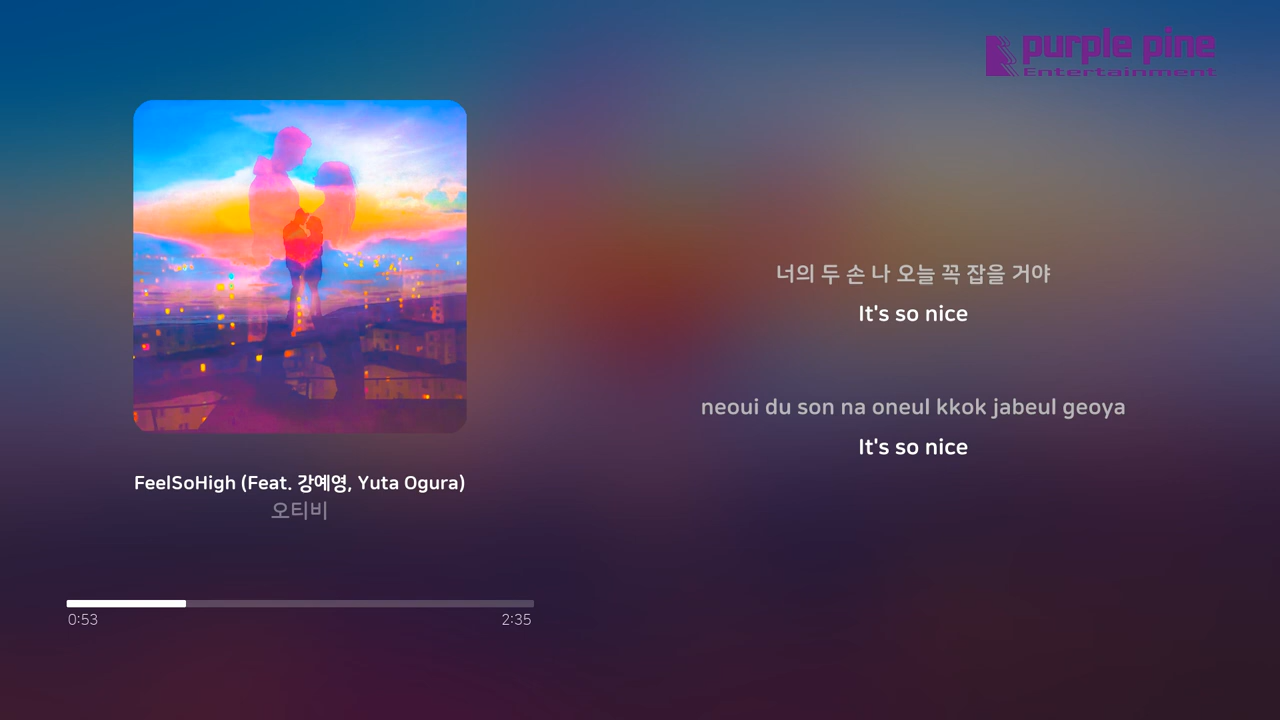 purple pine
Entertainment
너의 두 손 나 오늘 꼭 잡을 거야
It's so nice
neoui du son na oneul kkok jabeul geoya
It's so nice
FeelSoHigh (Feat. 강예영, Yuta Ogura)
오티비
0:53
2:35